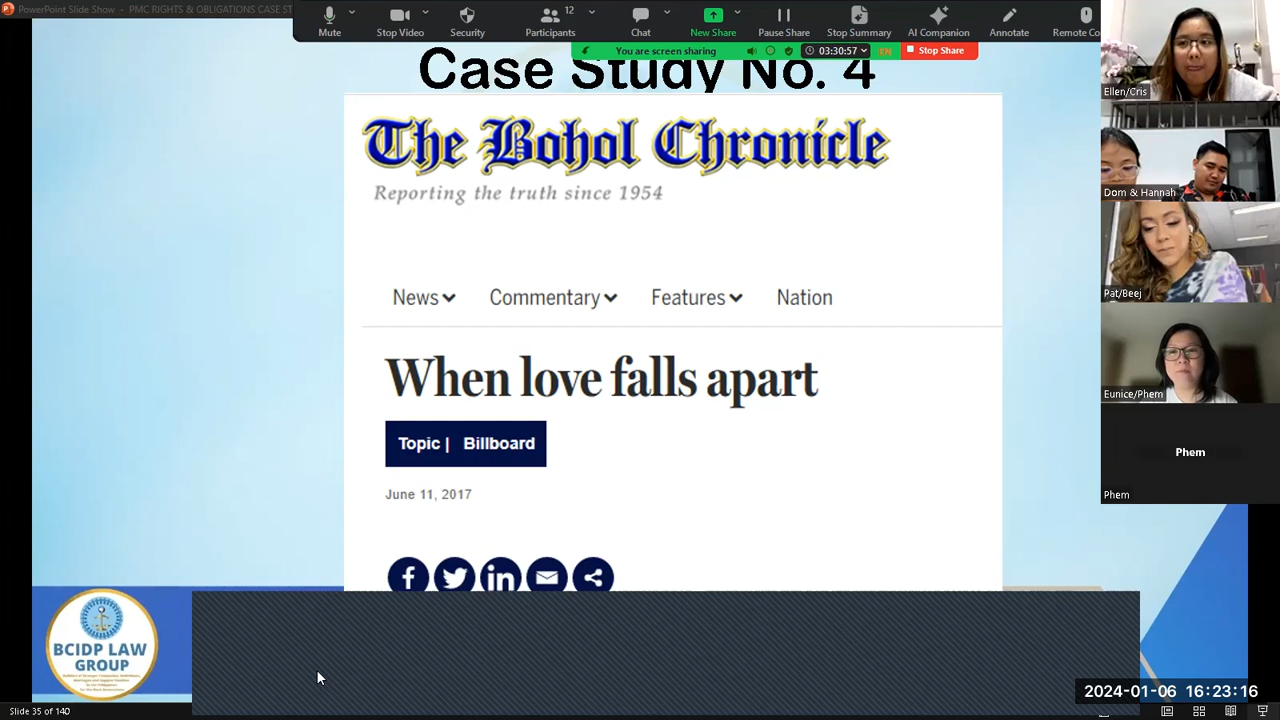 PowerPoint Slide Show - PMC RIGHTS & OBLIGATIONS CASE ST
Mute
Stop Video
Security
Participants
12
Chat
New Share
Pause Share
Stop Summary
AI Companion
Annotate
Remote Co
You are screen sharing
03:30:57
EN
Stop Share
Case Study No. 4
The Bohol Chronicle
Reporting the truth since 1954
News
Commentary
Features
Nation
When love falls apart
Topic | Billboard
June 11, 2017
Ellen/Cris
Dom & Hannah
Pat/Beej
Eunice/Phem
Phem
Phem
BCIDP LAW
GROUP
2024-01-06 16:23:16
Slide 35 of 140